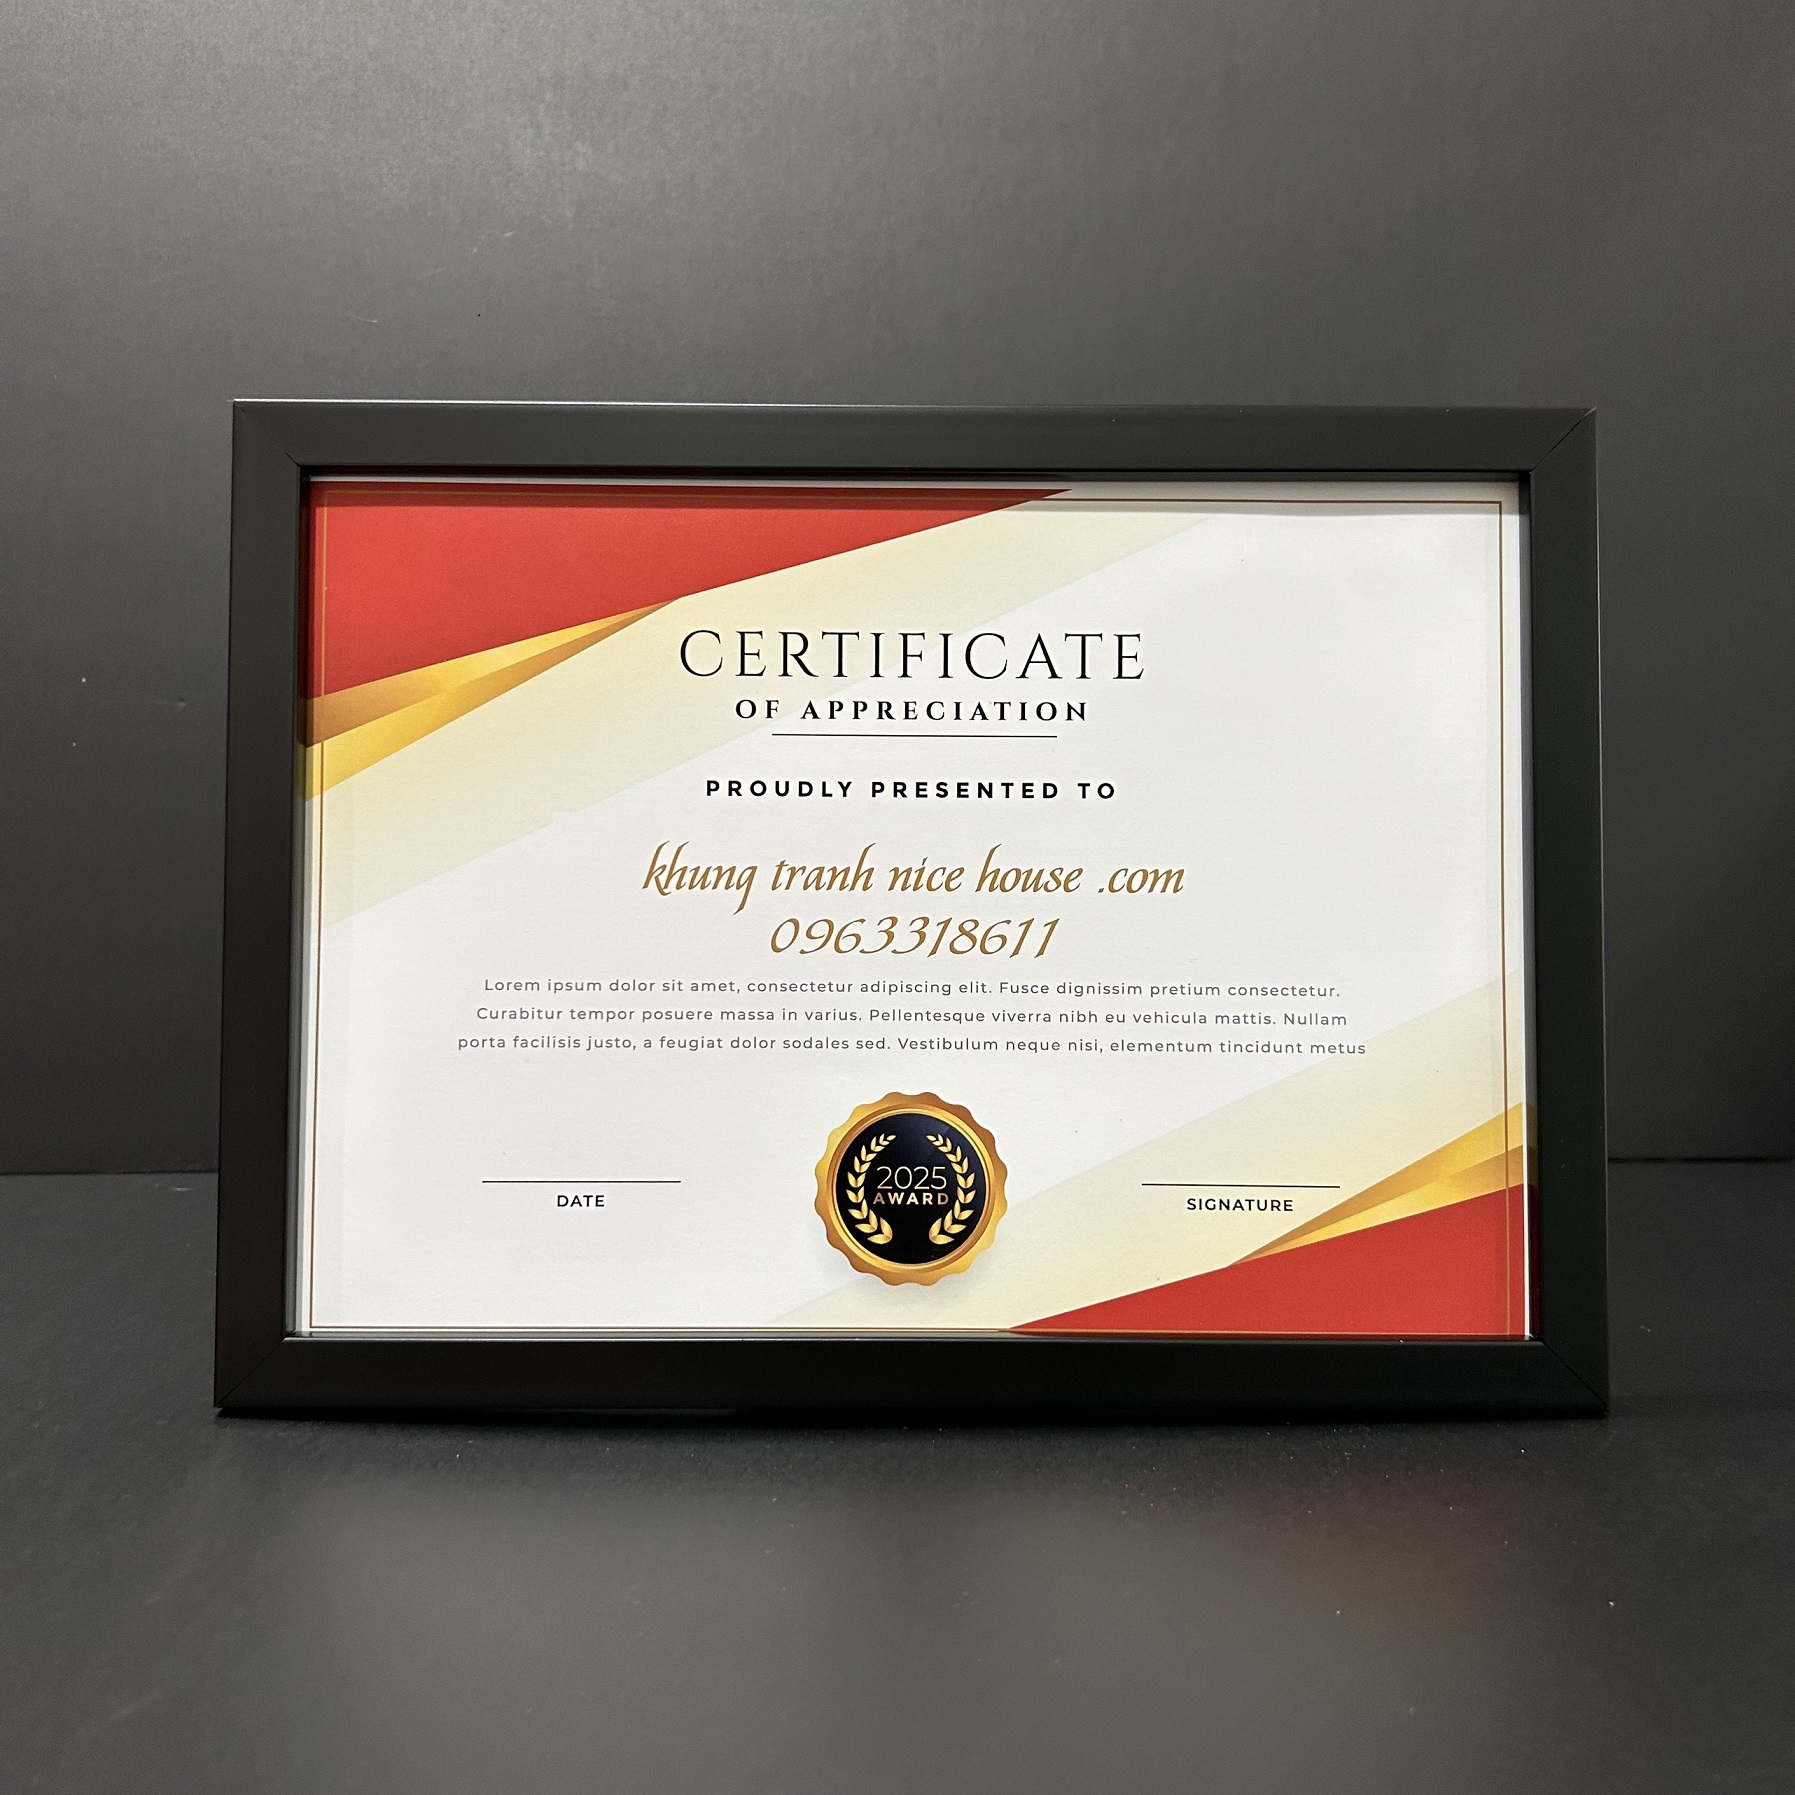 CERTIFICATE
OF APPRECIATION
PROUDLY PRESENTED TO
khung tranh nice house .com
0963318611
Lorem ipsum dolor sit amet, consectetur adipiscing elit. Fusce dignissim pretium consectetur.
Curabitur tempor posuere massa in varius. Pellentesque viverra nibh eu vehicula mattis. Nullam
porta facilisis justo, a feugiat dolor sodales sed. Vestibulum neque nisi, elementum tincidunt metus
2025
AWARD
DATE
SIGNATURE